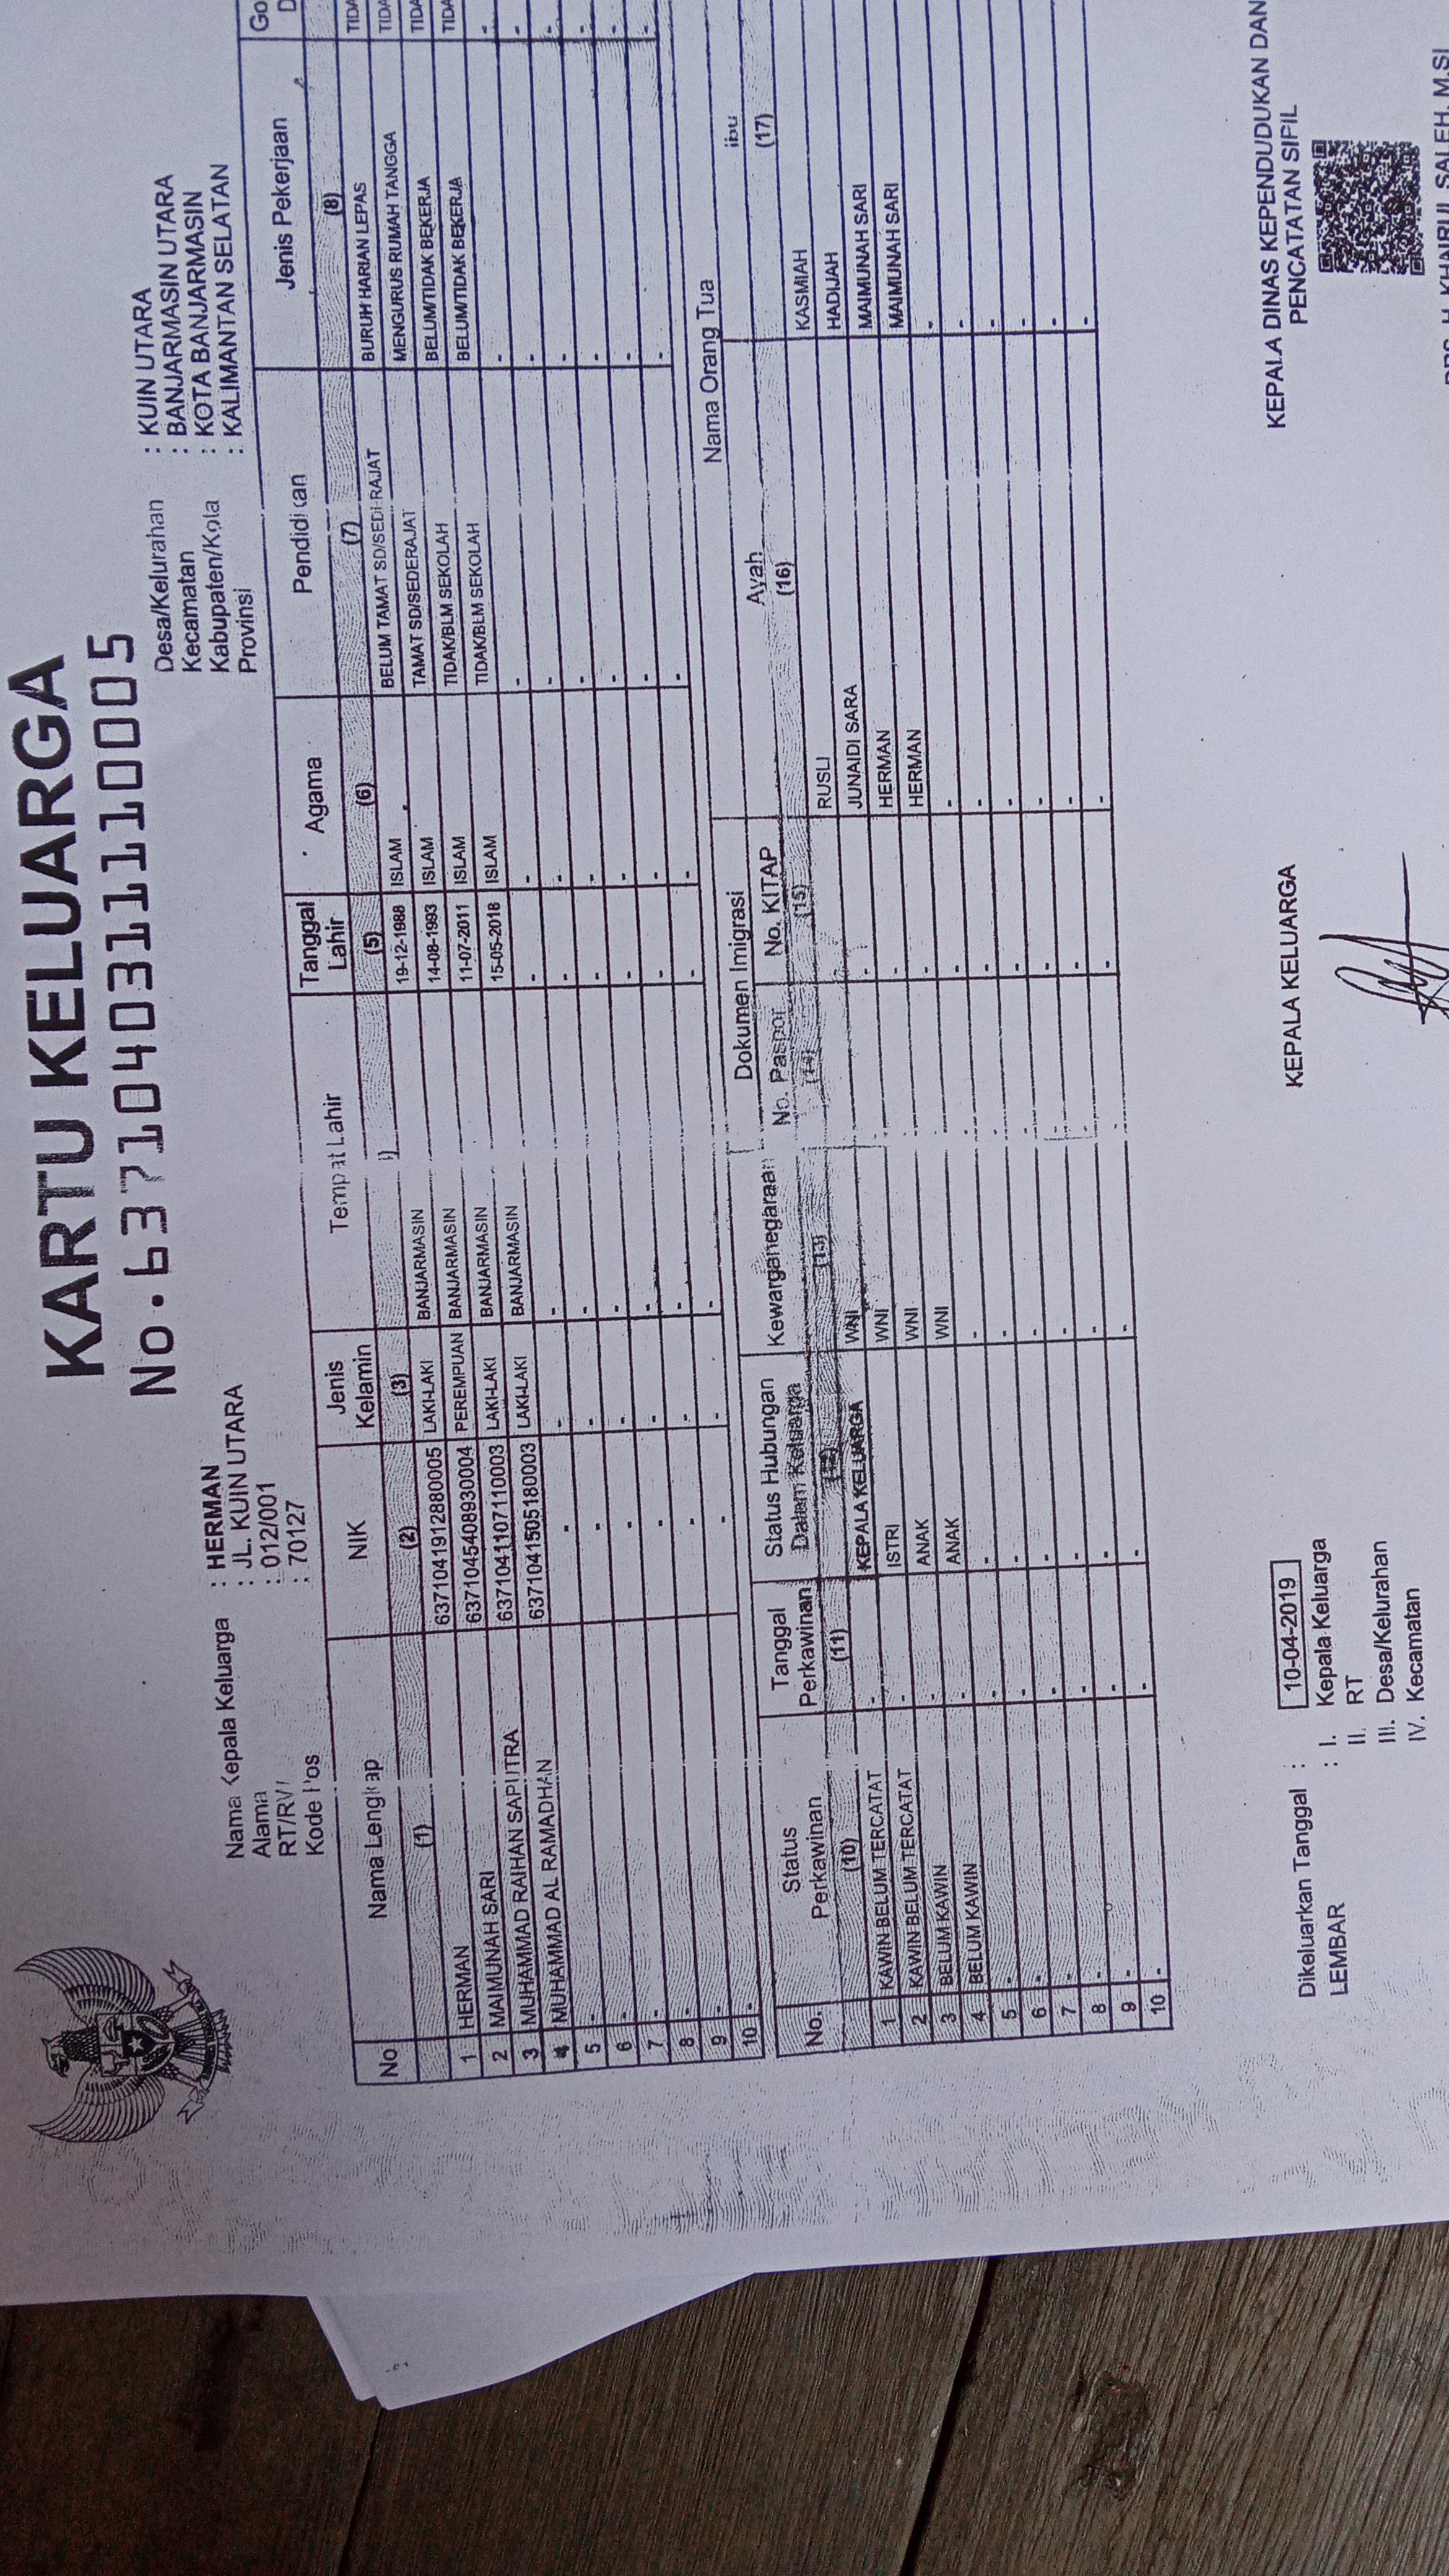 KARTU KELUARGA
No. 6371040311110005
Nama Kepala Keluarga : HERMAN
Alamat : JL. KUIN UTARA
RT/RW : 012/001
Kode Pos : 70127
Desa/Kelurahan : KUIN UTARA
Kecamatan : BANJARMASIN UTARA
Kabupaten/Kota : KOTA BANJARMASIN
Provinsi : KALIMANTAN SELATAN
No Nama Lengkap NIK Jenis Kelamin Tempat Lahir Tanggal Lahir Agama Pendidikan Jenis Pekerjaan Go
(1) (2) (3) (5) (6) (7) (8)
1 HERMAN 6371041912880005 LAKI-LAKI BANJARMASIN 19-12-1988 ISLAM BELUM TAMAT SD/SEDERAJAT BURUH HARIAN LEPAS TIDA
2 MAIMUNAH SARI 6371045408930004 PEREMPUAN BANJARMASIN 14-08-1993 ISLAM TAMAT SD/SEDERAJAT MENGURUS RUMAH TANGGA TIDA
3 MUHAMMAD RAIHAN SAPUTRA 6371041107110003 LAKI-LAKI BANJARMASIN 11-07-2011 ISLAM TIDAK/BLM SEKOLAH BELUM/TIDAK BEKERJA TIDA
4 MUHAMMAD AL RAMADHAN 6371041505180003 LAKI-LAKI BANJARMASIN 15-05-2018 ISLAM TIDAK/BLM SEKOLAH BELUM/TIDAK BEKERJA TIDA
5 - - - - - - - - -
6 - - - - - - - - -
7 - - - - - - - - -
8 - - - - - - - - -
9 - - - - - - - - -
10 - - - - - - - - -
No. Status Perkawinan Tanggal Perkawinan Status Hubungan Dalam Keluarga Kewarganegaraan Dokumen Imigrasi Nama Orang Tua
No. Paspor No. KITAP Ayah Ibu
(10) (11) (12) (13) (14) (15) (16) (17)
1 KAWIN BELUM TERCATAT - KEPALA KELUARGA WNI - RUSLI KASMIAH
2 KAWIN BELUM TERCATAT - ISTRI WNI - JUNAIDI SARA HADIJAH
3 BELUM KAWIN - ANAK WNI - HERMAN MAIMUNAH SARI
4 BELUM KAWIN - ANAK WNI - HERMAN MAIMUNAH SARI
5 - - - - - - - -
6 - - - - - - - -
7 - - - - - - - -
8 - - - - - - - -
9 - - - - - - - -
10 - - - - - - - -
Dikeluarkan Tanggal : 10-04-2019
LEMBAR : I. Kepala Keluarga
II. RT
III. Desa/Kelurahan
IV. Kecamatan
KEPALA KELUARGA
KEPALA DINAS KEPENDUDUKAN DAN
PENCATATAN SIPIL
KHAIRUL SALEH, M.SI